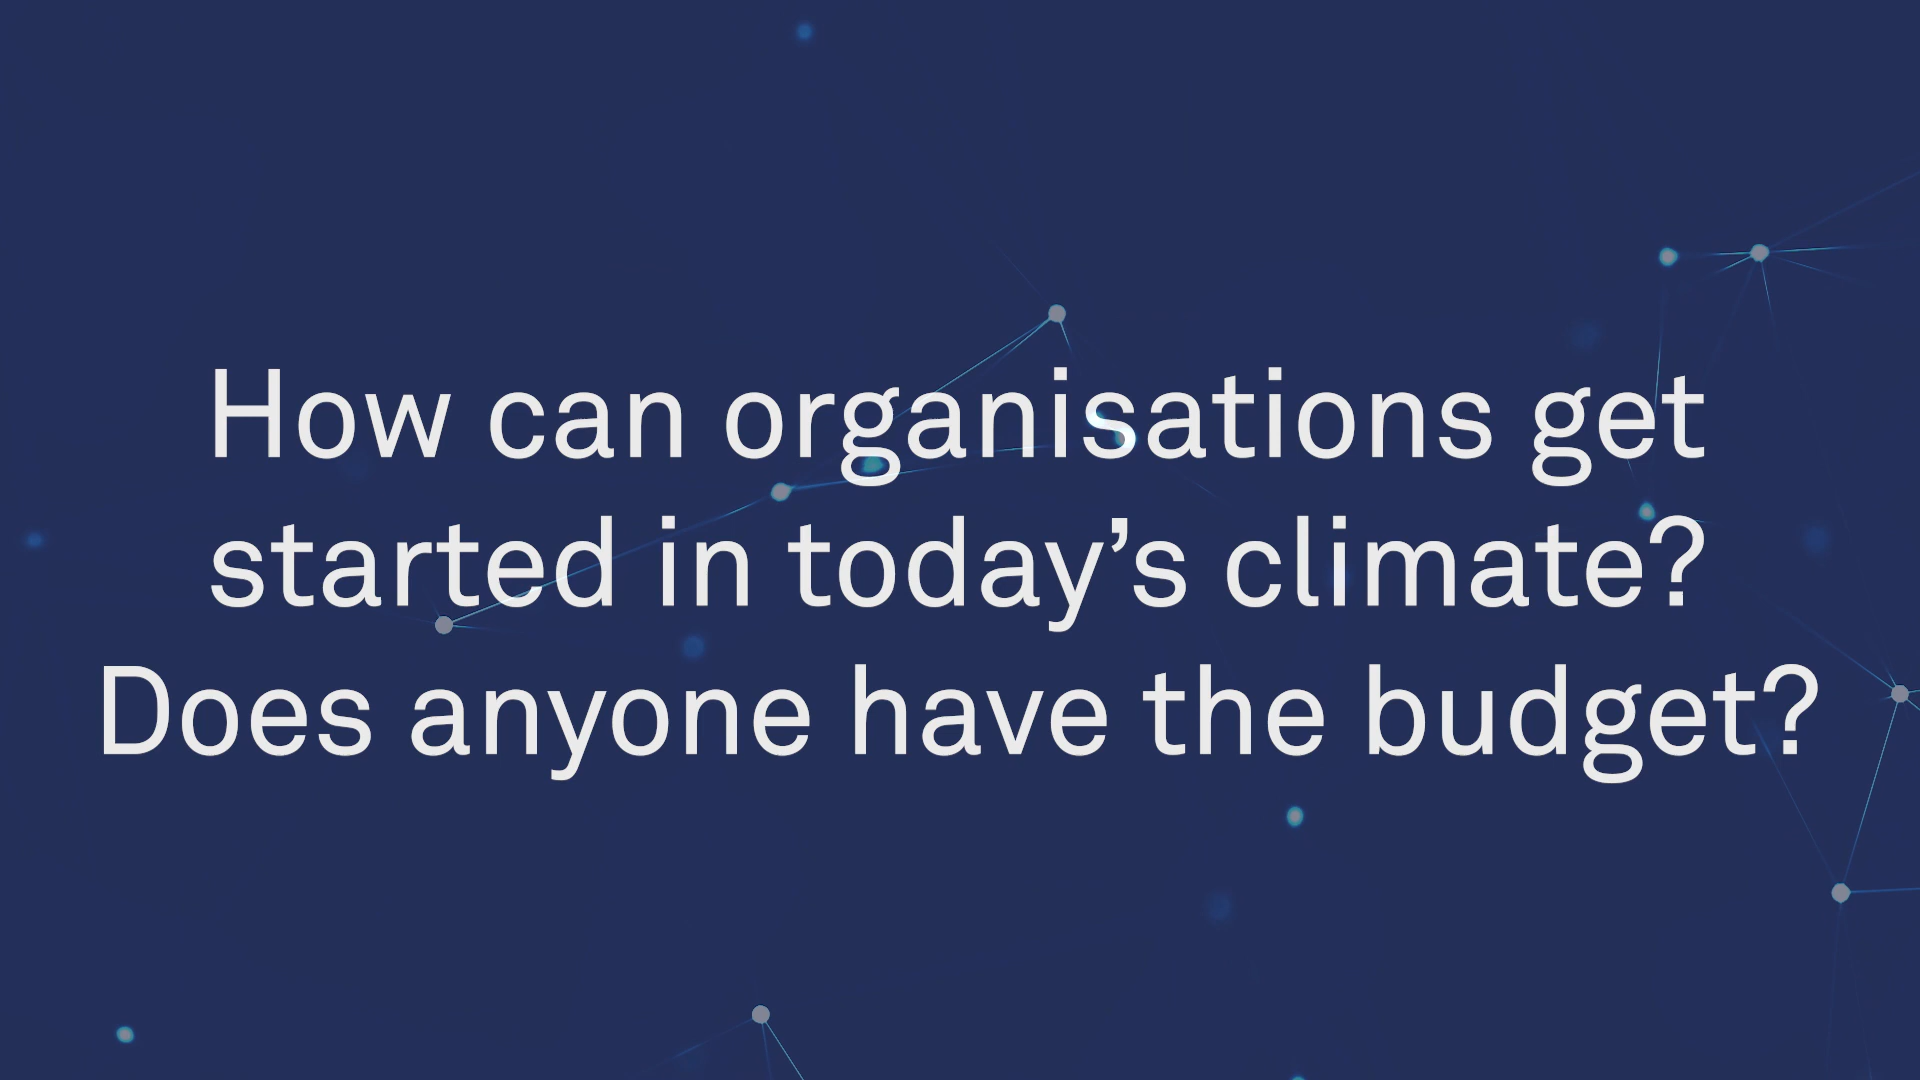 How can organisations get
started in today’s climate?
Does anyone have the budget?